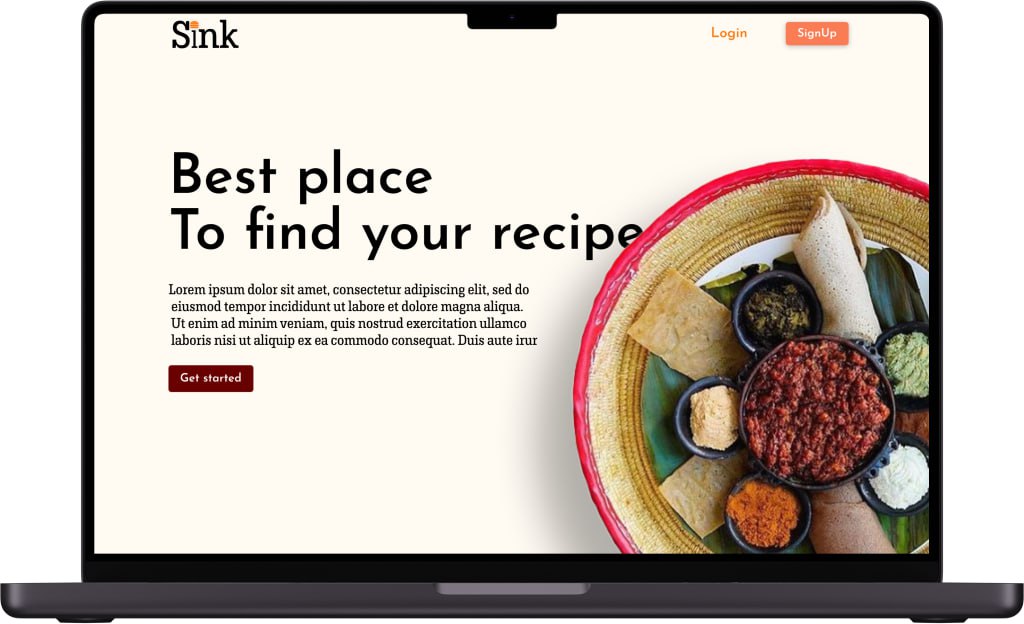 Sink
Login
SignUp
Best place
To find your recipe
Lorem ipsum dolor sit amet, consectetur adipiscing elit, sed do
eiusmod tempor incididunt ut labore et dolore magna aliqua.
Ut enim ad minim veniam, quis nostrud exercitation ullamco
laboris nisi ut aliquip ex ea commodo consequat. Duis aute irur
Get started